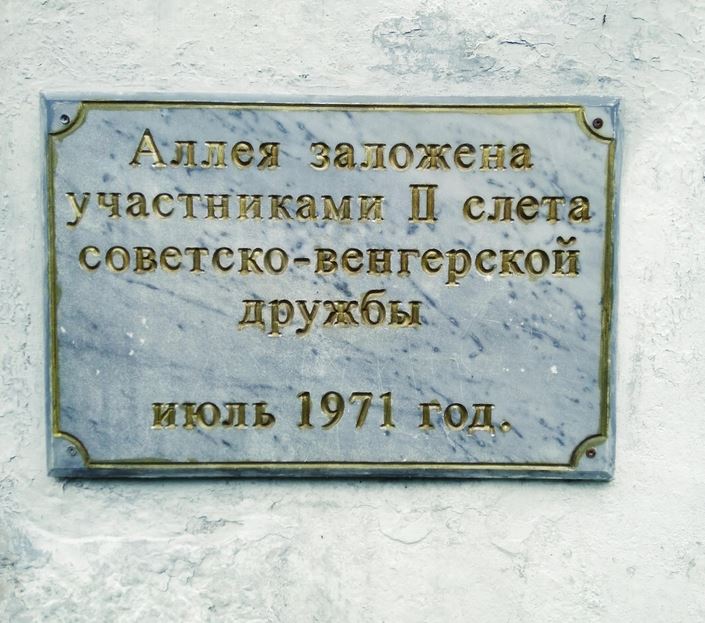 Аллея заложена
участниками II слета
советско-венгерской
дружбы
июль 1971 год.